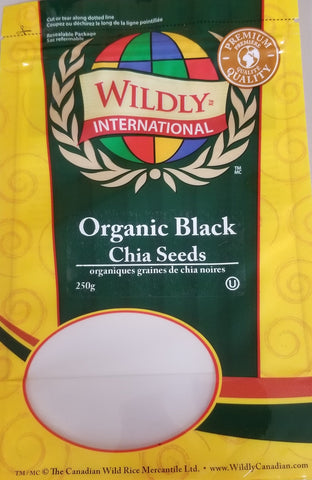 Cut or tear along dotted line
Coupez ou déchirez le long de la ligne pointillée
Resealable Package
Sac refermable
PREMIUM
PREMIÈRE
QUALITÉ
QUALITY
WILDLY
INTERNATIONAL
TM
MC
Organic Black
Chia Seeds
organiques graines de chia noires
250g
U
TM/MC © The Canadian Wild Rice Mercantile Ltd. • www.WildlyCanadian.com